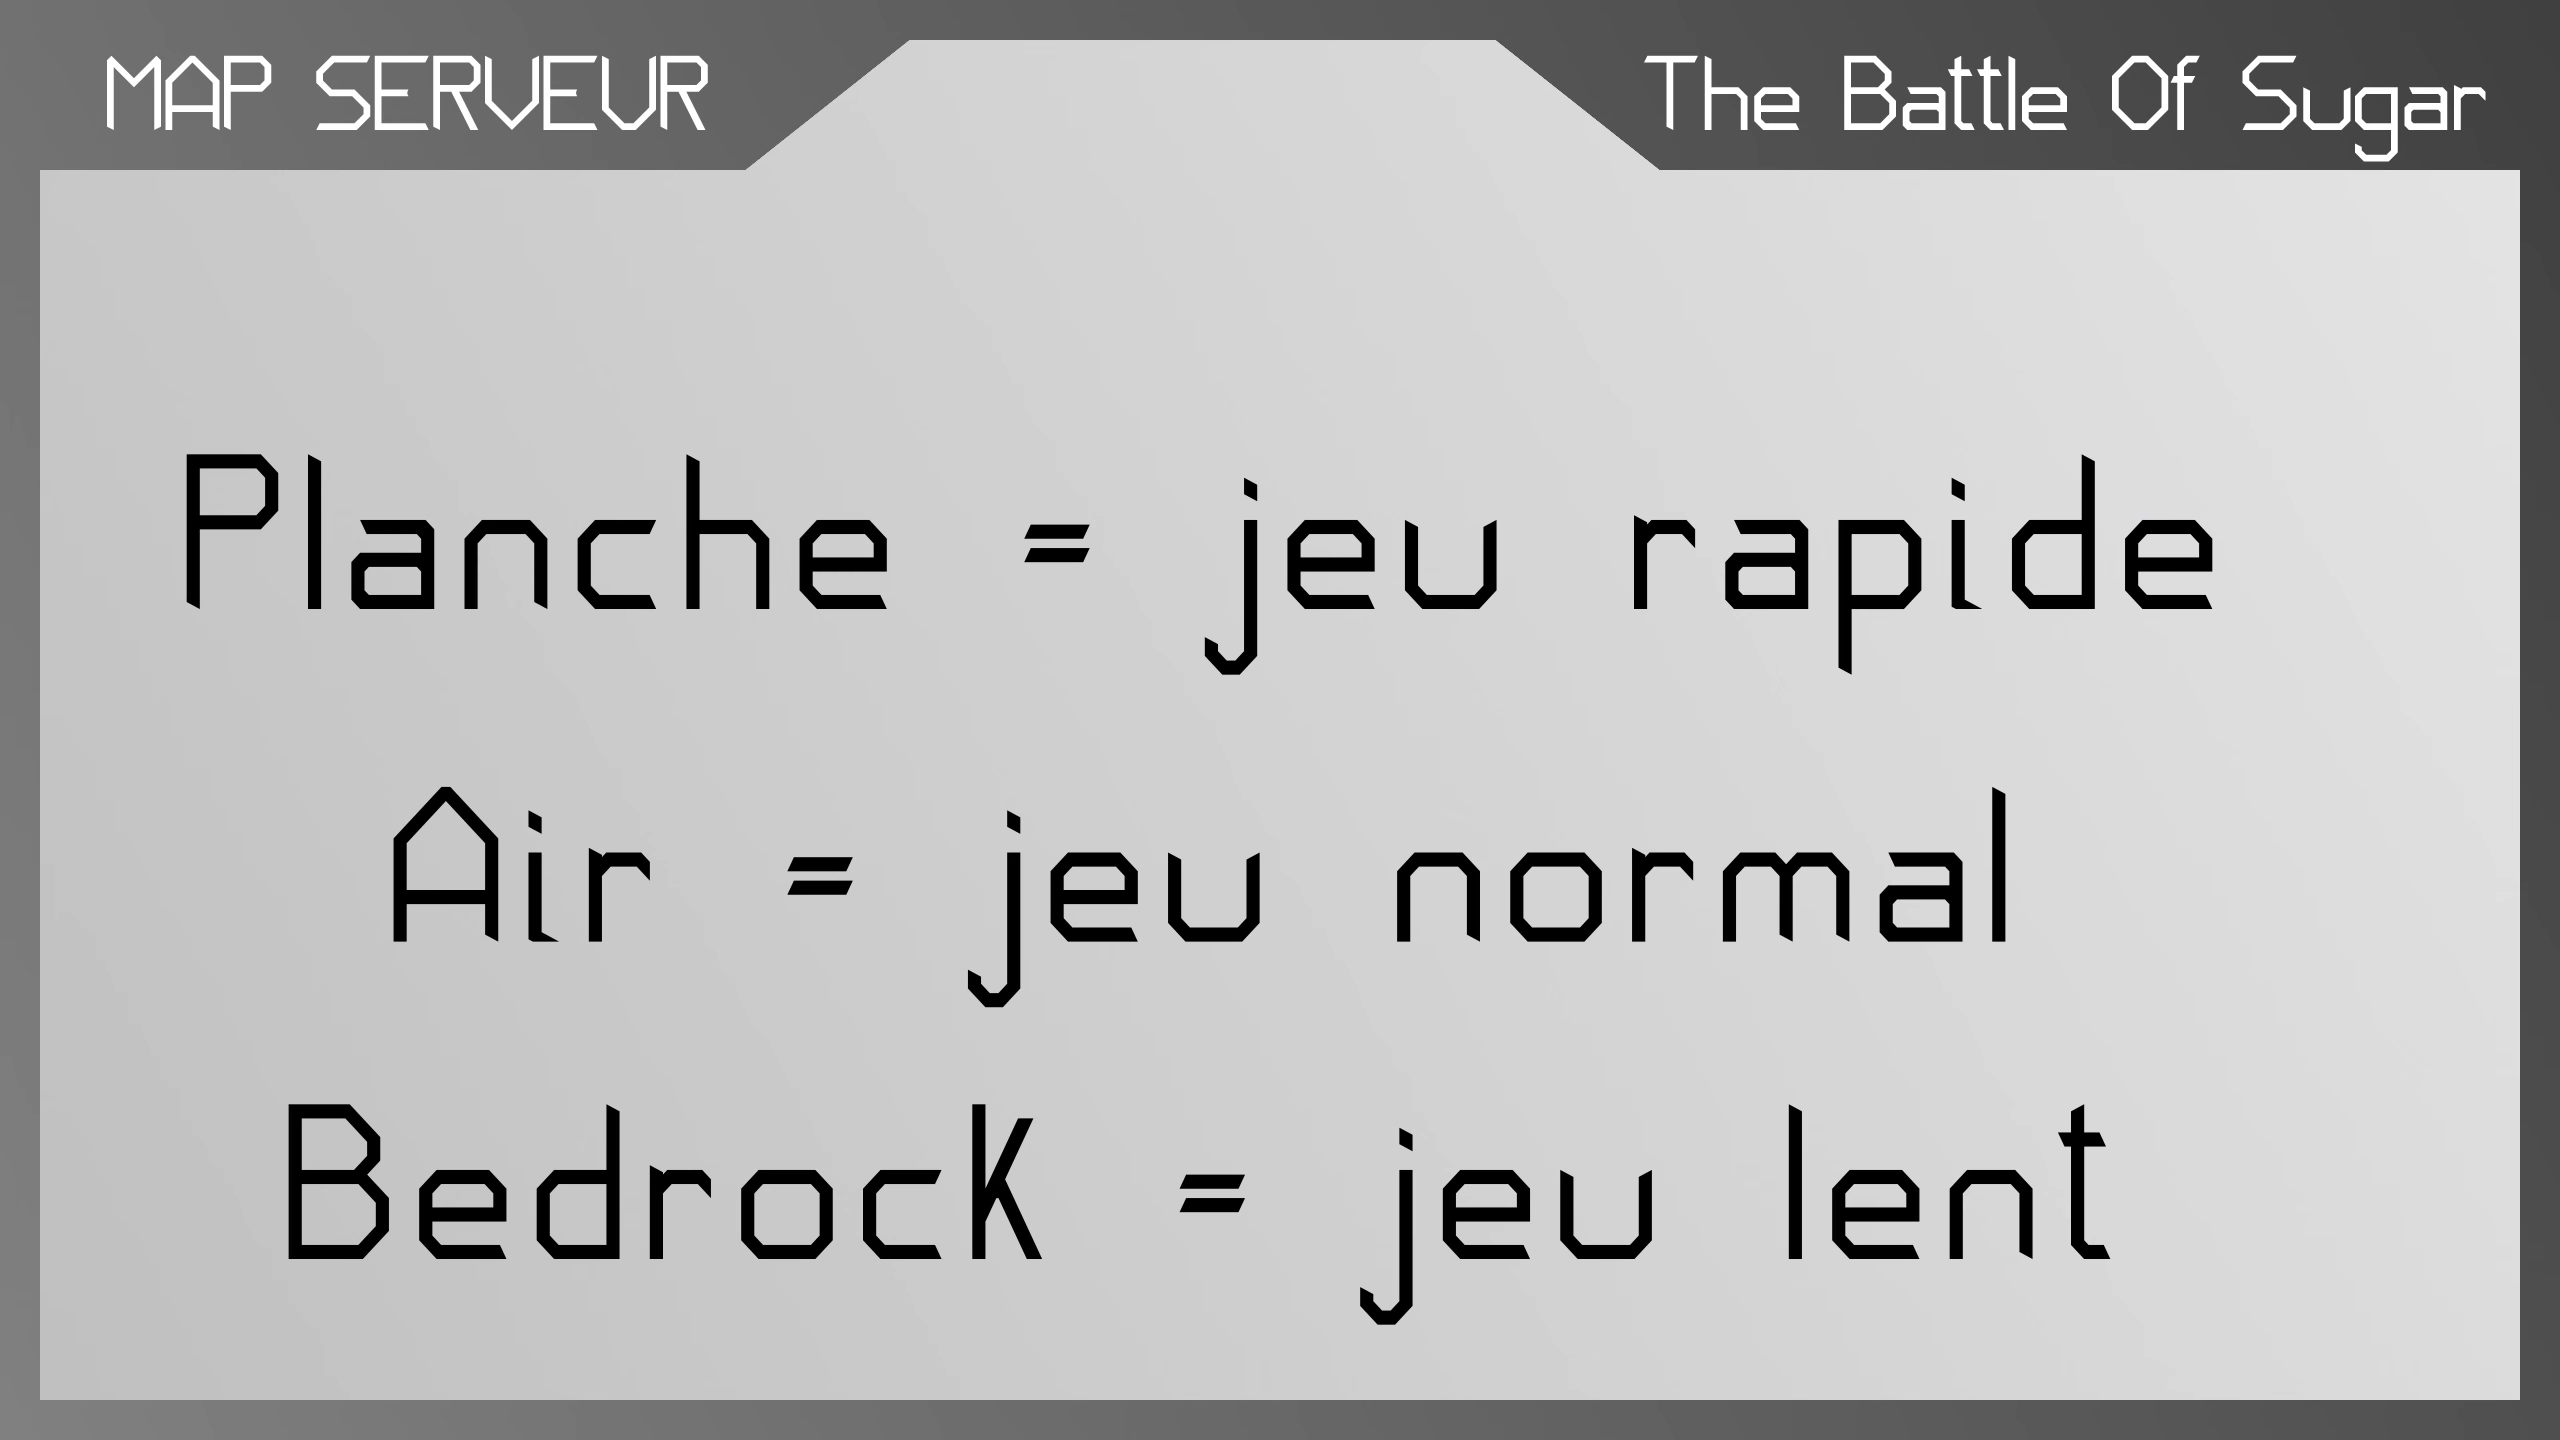 MAP SERVEUR
The Battle Of Sugar
Planche = jeu rapide
Air = jeu normal
Bedrock = jeu lent